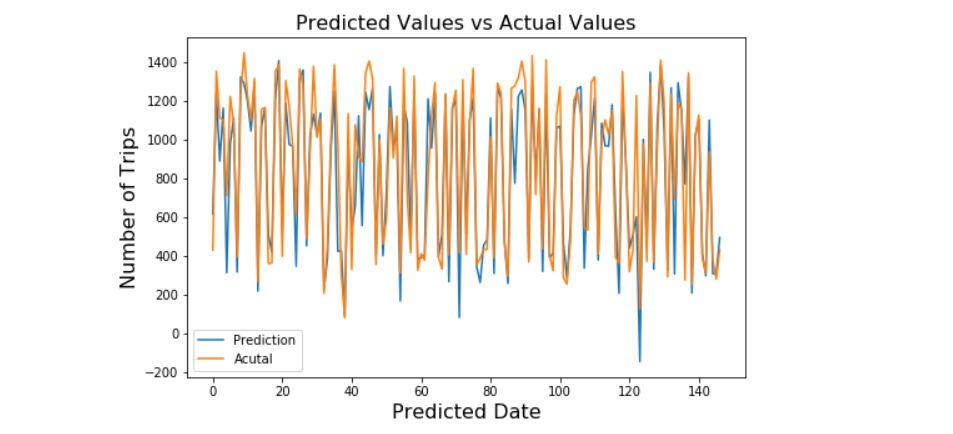 Predicted Values vs Actual Values
Number of Trips
1400
1200
1000
800
600
400
200
0
−200
Prediction
Acutal
0 20 40 60 80 100 120 140
Predicted Date